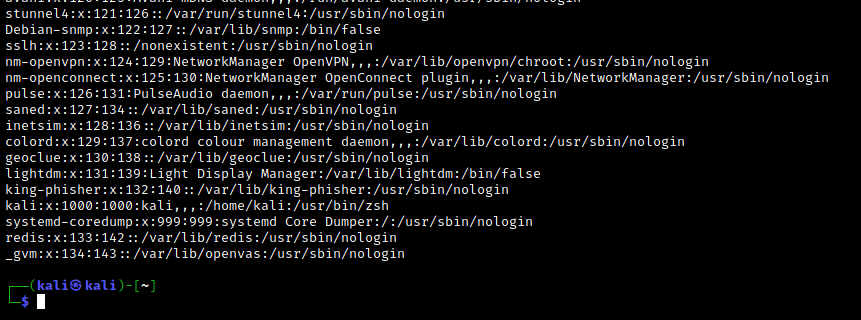 stunnel4:x:121:126::/var/run/stunnel4:/usr/sbin/nologin
Debian-snmp:x:122:127::/var/lib/snmp:/bin/false
sslh:x:123:128::/nonexistent:/usr/sbin/nologin
nm-openvpn:x:124:129:NetworkManager OpenVPN,,,:/var/lib/openvpn/chroot:/usr/sbin/nologin
nm-openconnect:x:125:130:NetworkManager OpenConnect plugin,,,:/var/lib/NetworkManager:/usr/sbin/nologin
pulse:x:126:131:PulseAudio daemon,,,:/var/run/pulse:/usr/sbin/nologin
saned:x:127:134::/var/lib/saned:/usr/sbin/nologin
inetsim:x:128:136::/var/lib/inetsim:/usr/sbin/nologin
colord:x:129:137:colord colour management daemon,,,:/var/lib/colord:/usr/sbin/nologin
geoclue:x:130:138::/var/lib/geoclue:/usr/sbin/nologin
lightdm:x:131:139:Light Display Manager:/var/lib/lightdm:/bin/false
king-phisher:x:132:140::/var/lib/king-phisher:/usr/sbin/nologin
kali:x:1000:1000:kali,,,:/home/kali:/usr/bin/zsh
systemd-coredump:x:999:999:systemd Core Dumper:/:/usr/sbin/nologin
redis:x:133:142::/var/lib/redis:/usr/sbin/nologin
_gvm:x:134:143::/var/lib/openvas:/usr/sbin/nologin
┌──(kali㉿kali)-[~]
└─$